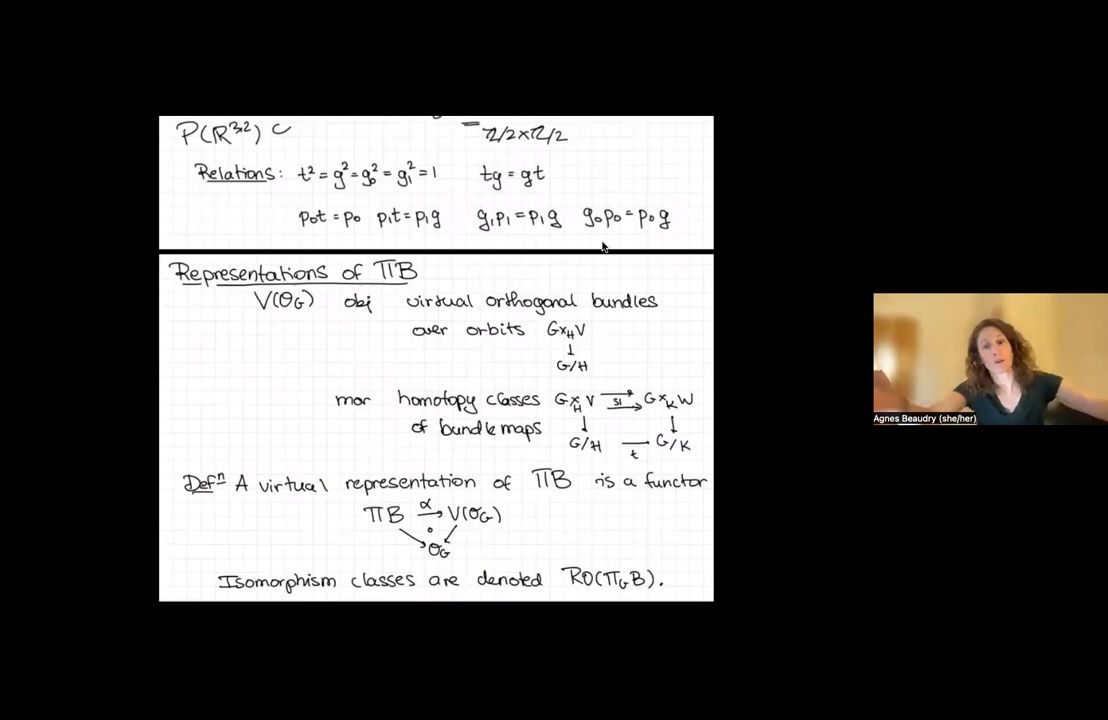 P(ℝ³,²) ⊂ = ℤ/2×ℤ/2
Relations: t² = g² = g₀² = g₁² = 1 tg = gt
p₀t = p₀ p₁t = p₁g g₁p₁ = p₁g g₀p₀ = p₀g
Representations of ΠB
V(𝒪_G) obj virtual orthogonal bundles
over orbits G×_H V
↓
G/H
mor homotopy classes G×_H V → G×_K W
of bundle maps ↓ ↓
G/H → G/K
Defⁿ A virtual representation of ΠB is a functor
ΠB →^α V(𝒪_G)
↘ ↙
𝒪_G
Isomorphism classes are denoted RO(Π_G B).
Agnes Beaudry (she/her)